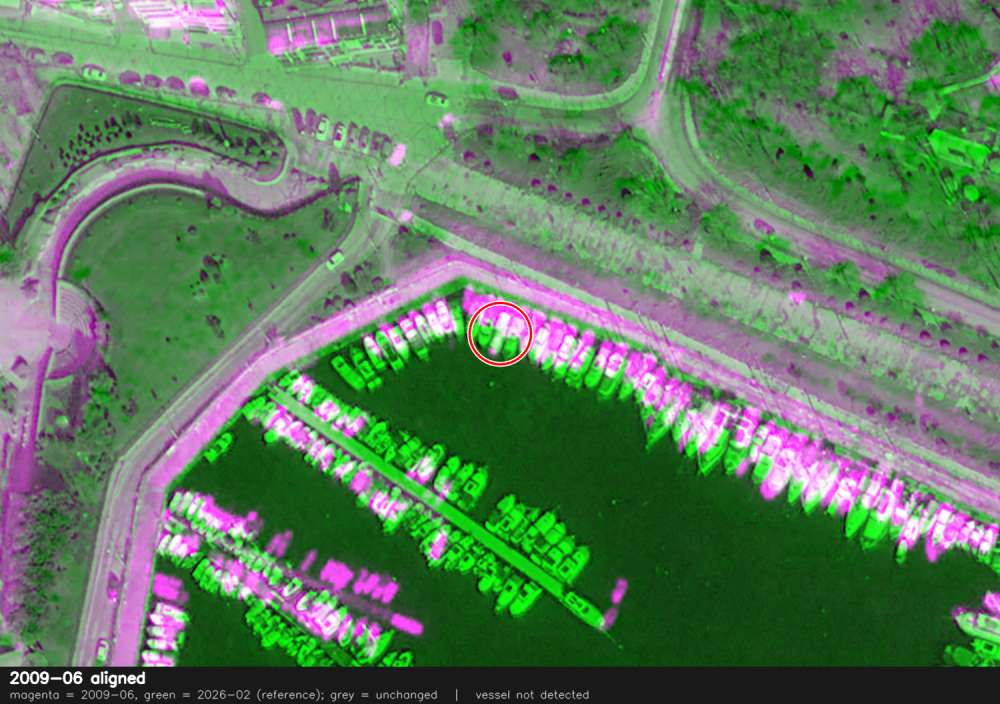 2009-06 aligned
magenta = 2009-06, green = 2026-02 (reference); grey = unchanged | vessel not detected